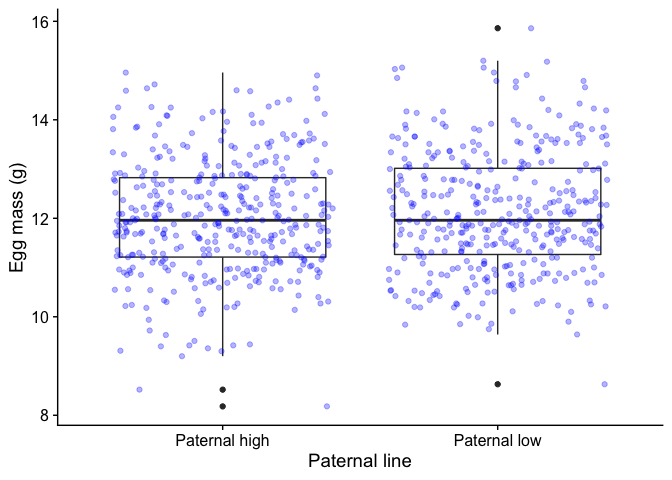 Egg mass (g)
16
14
12
10
8
Paternal high
Paternal low
Paternal line